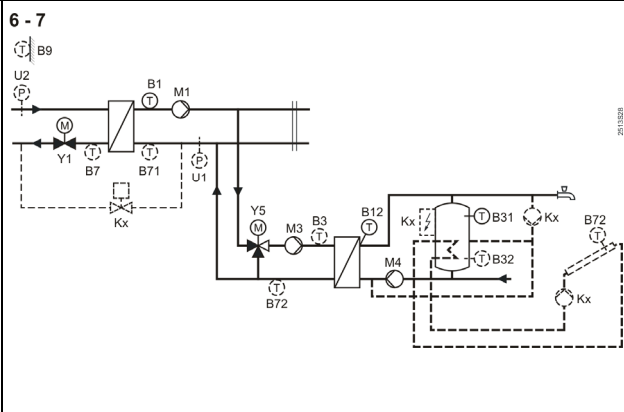 6 - 7
T B9
U2
P
B1
T
M1
M
Y1
T
B7
T
B71
P
U1
Kx
Y5
M
M3
B3
T
B12
T
Kx
T B31
Kx
B72
T
T B32
M4
T
B72
Kx
2513S28